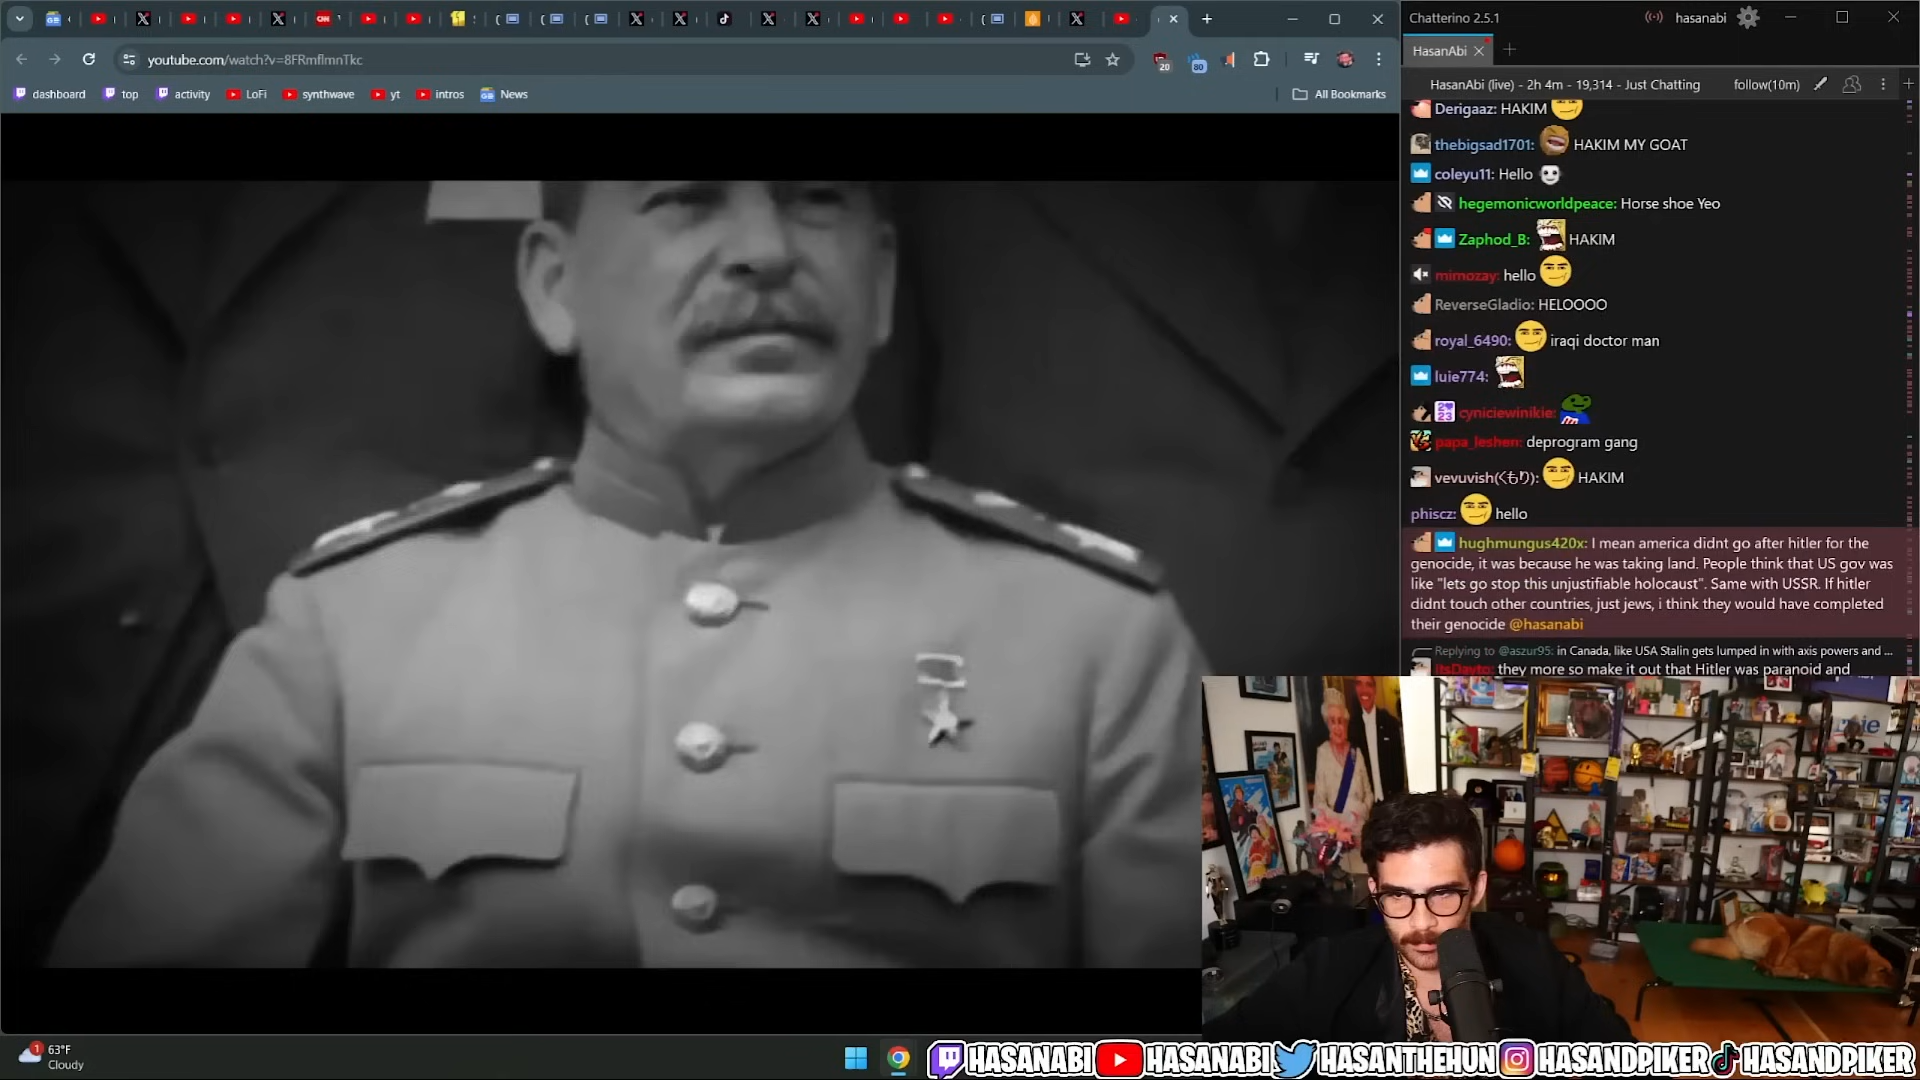 Chatterino 2.5.1
hasanabi
youtube.com/watch?v=8FRmflmnTkc
20
80
HasanAbi
dashboard
top
activity
LoFi
synthwave
yt
intros
News
All Bookmarks
HasanAbi (live) - 2h 4m - 19,314 - Just Chatting
follow(10m)
Derigaaz: HAKIM
thebigsad1701: HAKIM MY GOAT
coleyu11: Hello
hegemonicworldpeace: Horse shoe Yeo
Zaphod_B: HAKIM
mimozay: hello
ReverseGladio: HELOOOO
royal_6490: iraqi doctor man
luie774:
cyniciewinikie:
papa_leshen: deprogram gang
vevuvish(くもり): HAKIM
phiscz: hello
hughmungus420x: I mean america didnt go after hitler for the
genocide, it was because he was taking land. People think that US gov was
like "lets go stop this unjustifiable holocaust". Same with USSR. If hitler
didnt touch other countries, just jews, i think they would have completed
their genocide @hasanabi
Replying to @aszur95: in Canada, like USA Stalin gets lumped in with axis powers and ...
itsDayto: they more so make it out that Hitler was paranoid and
1
63°F
Cloudy
HASANABI
HASANABI
HASANTHEHUN
HASANDPIKER
HASANDPIKER